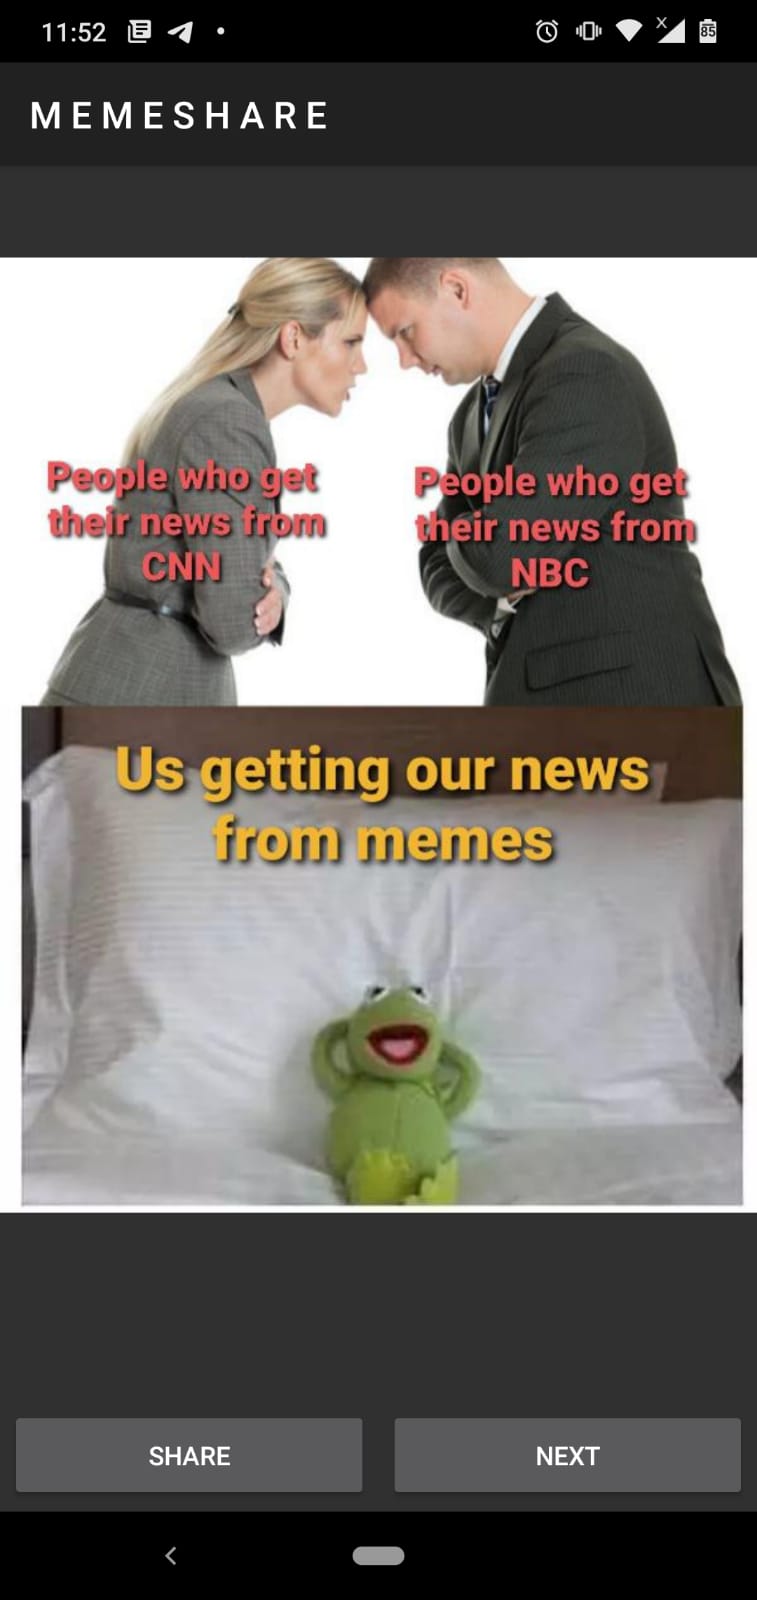 11:52
85
MEMESHARE
People who get
their news from
CNN
People who get
their news from
NBC
Us getting our news
from memes
SHARE
NEXT